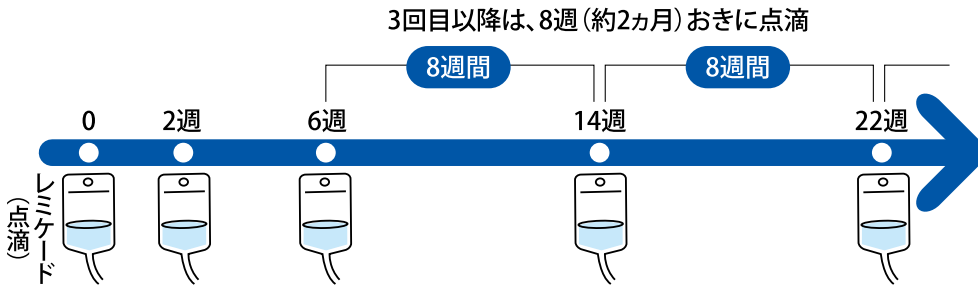 3回目以降は、8週(約2ヵ月)おきに点滴
8週間
8週間
0
2週
6週
14週
22週
レミケード
(点滴)